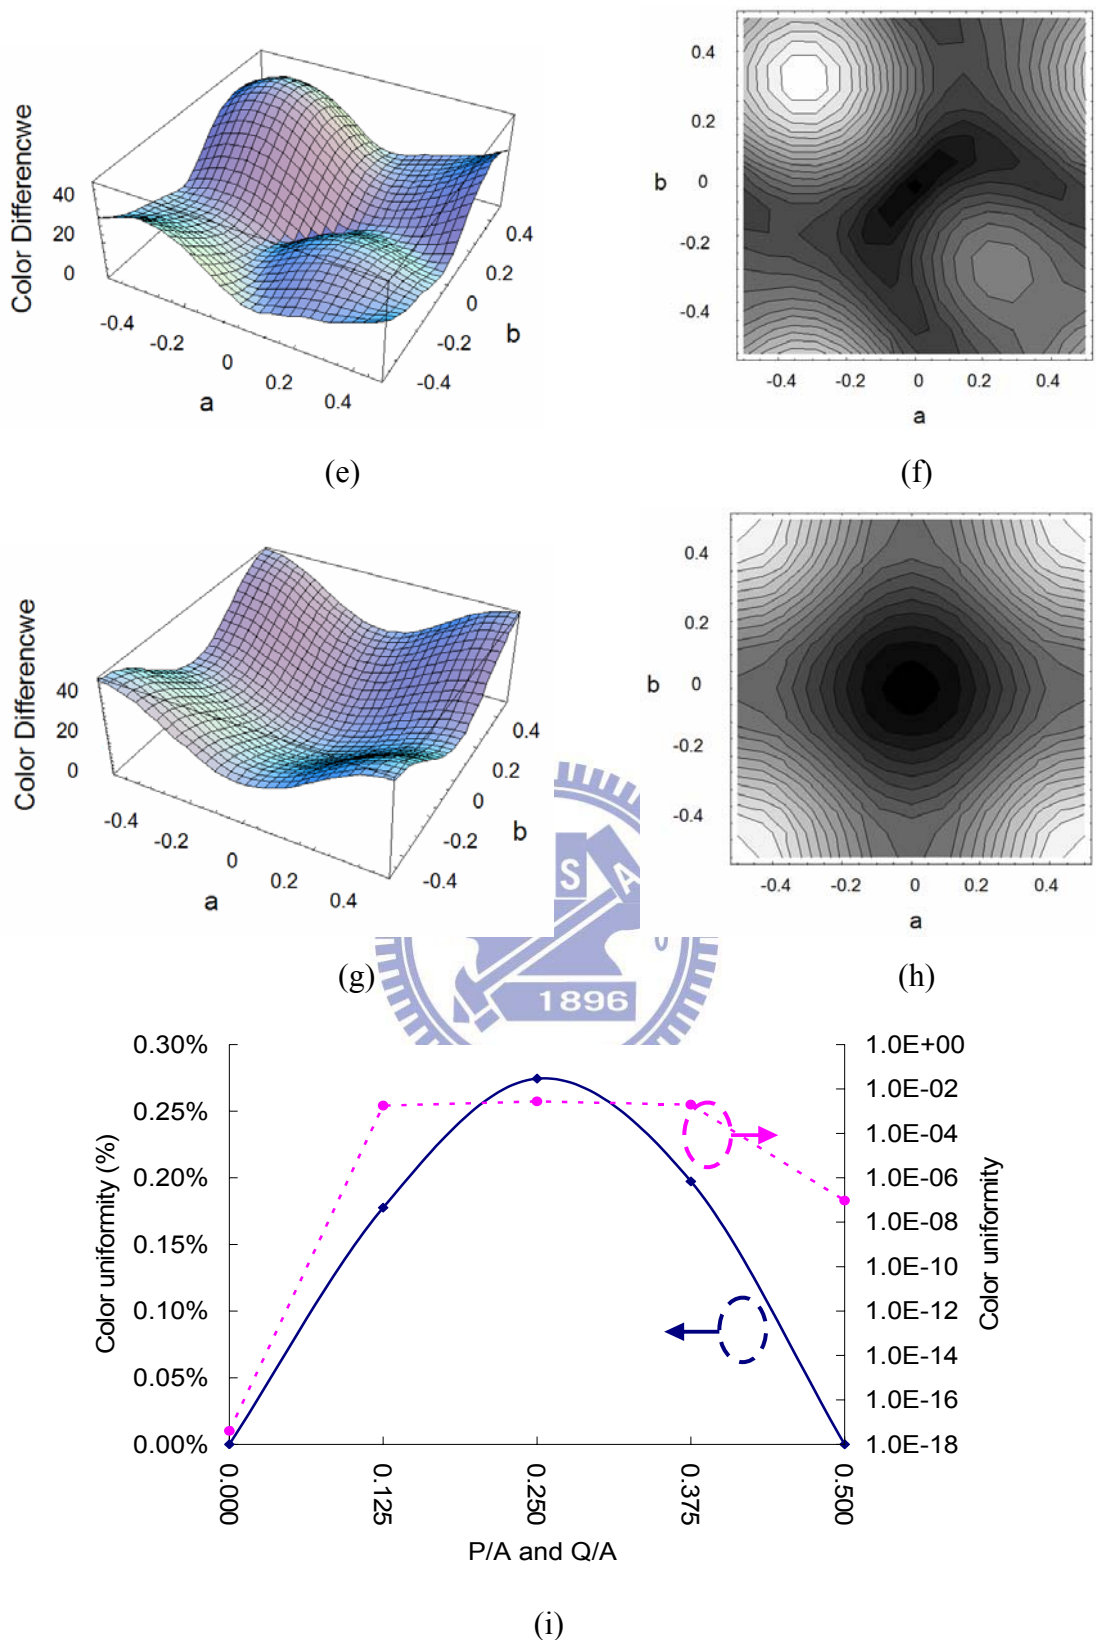 Color Differencwe
40
20
0
-0.4
-0.2
0
0.2
0.4
a
-0.4
-0.2
0
0.2
0.4
b
(e)
0.4
0.2
b 0
-0.2
-0.4
-0.4 -0.2 0 0.2 0.4
a
(f)
Color Differencwe
40
20
0
-0.4
-0.2
0
0.2
0.4
a
-0.4
-0.2
0
0.2
0.4
b
(g)
0.4
0.2
b 0
-0.2
-0.4
-0.4 -0.2 0 0.2 0.4
a
(h)
S A
1896
Color uniformity (%)
0.30%
0.25%
0.20%
0.15%
0.10%
0.05%
0.00%
1.0E+00
1.0E-02
1.0E-04
1.0E-06
1.0E-08
1.0E-10
1.0E-12
1.0E-14
1.0E-16
1.0E-18
Color uniformity
0.000
0.125
0.250
0.375
0.500
P/A and Q/A
(i)